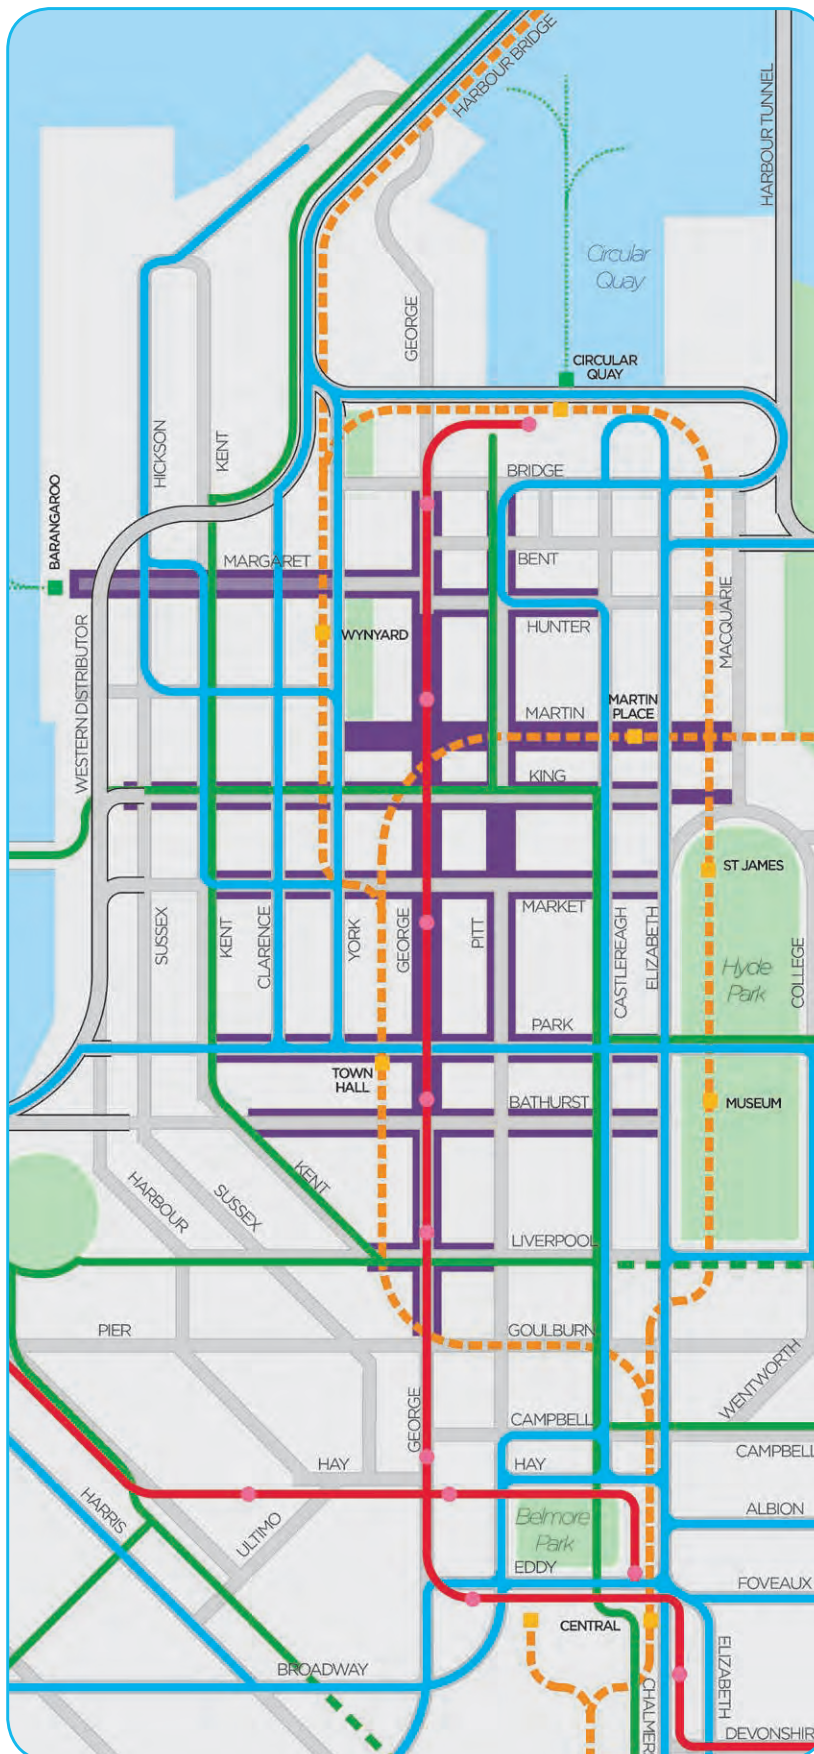 HARBOUR BRIDGE
HARBOUR TUNNEL
Circular
Quay
GEORGE
CIRCULAR
QUAY
HICKSON
KENT
BRIDGE
BARANGAROO
MARGARET
BENT
WYNYARD
HUNTER
MACQUARIE
WESTERN DISTRIBUTOR
MARTIN
MARTIN
PLACE
KING
ST JAMES
MARKET
SUSSEX
KENT
CLARENCE
YORK
GEORGE
PITT
CASTLEREAGH
ELIZABETH
Hyde
Park
COLLEGE
PARK
TOWN
HALL
BATHURST
MUSEUM
HARBOUR
SUSSEX
KENT
LIVERPOOL
PIER
GOULBURN
WENTWORTH
GEORGE
CAMPBELL
CAMPBELL
HAY
HAY
HARRIS
ULTIMO
Belmore
Park
ALBION
EDDY
FOVEAUX
CENTRAL
BROADWAY
ELIZABETH
CHALMER
DEVONSHIR